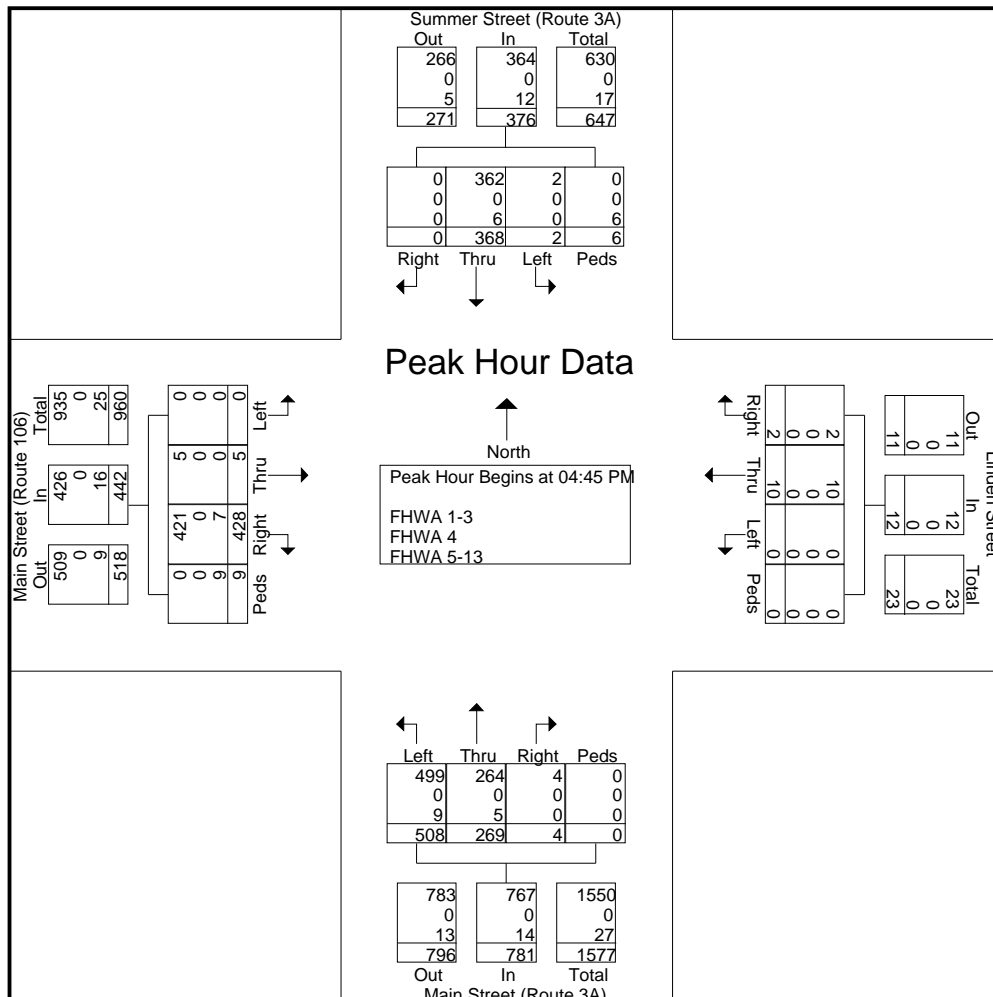 Summer Street (Route 3A)
Out In Total
266 364 630
0 0 0
5 12 17
271 376 647
0 362 2 0
0 0 0 0
0 6 0 6
0 368 2 6
Right Thru Left Peds
Peak Hour Data
North
Peak Hour Begins at 04:45 PM
FHWA 1-3
FHWA 4
FHWA 5-13
Main Street (Route 106)
Out In Total
509 426 935
0 0 0
9 16 25
518 442 960
0 421 5 0
0 0 0 0
9 7 0 0
9 428 5 0
Peds Right Thru Left
Linden Street
Out In Total
11 12 23
0 0 0
0 0 0
11 12 23
2 10 0 0
0 0 0 0
0 0 0 0
2 10 0 0
Right Thru Left Peds
Left Thru Right Peds
499 264 4 0
0 0 0 0
9 5 0 0
508 269 4 0
783 767 1550
0 0 0
13 14 27
796 781 1577
Out In Total
Main Street (Route 3A)